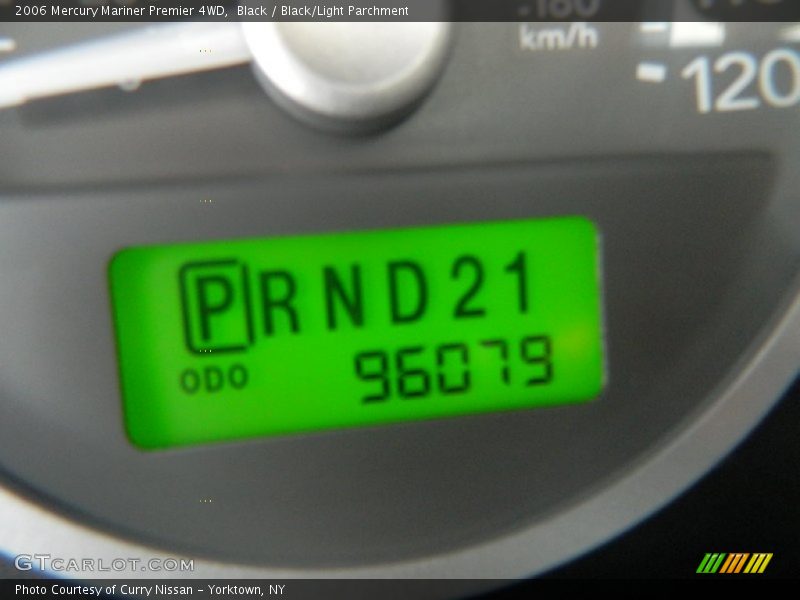 2006 Mercury Mariner Premier 4WD, Black / Black/Light Parchment
km/h
120
P R N D 2 1
ODO 96079
GTCARLOT.COM
Photo Courtesy of Curry Nissan - Yorktown, NY